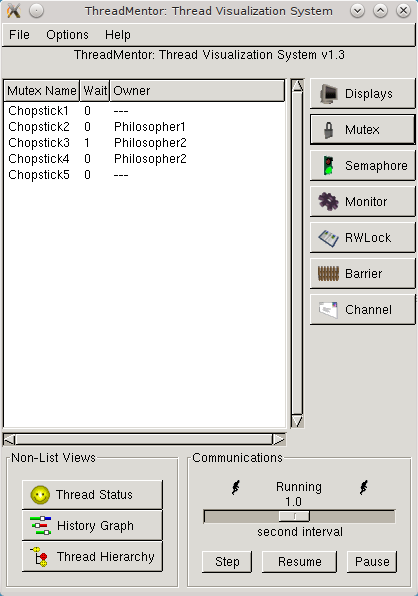 ThreadMentor: Thread Visualization System
File Options Help
ThreadMentor: Thread Visualization System v1.3
Mutex Name Wait Owner
Chopstick1 0 ---
Chopstick2 0 Philosopher1
Chopstick3 1 Philosopher2
Chopstick4 0 Philosopher2
Chopstick5 0 ---
Displays
Mutex
Semaphore
Monitor
RWLock
Barrier
Channel
Non-List Views
Thread Status
History Graph
Thread Hierarchy
Communications
Running
1.0
second interval
Step Resume Pause